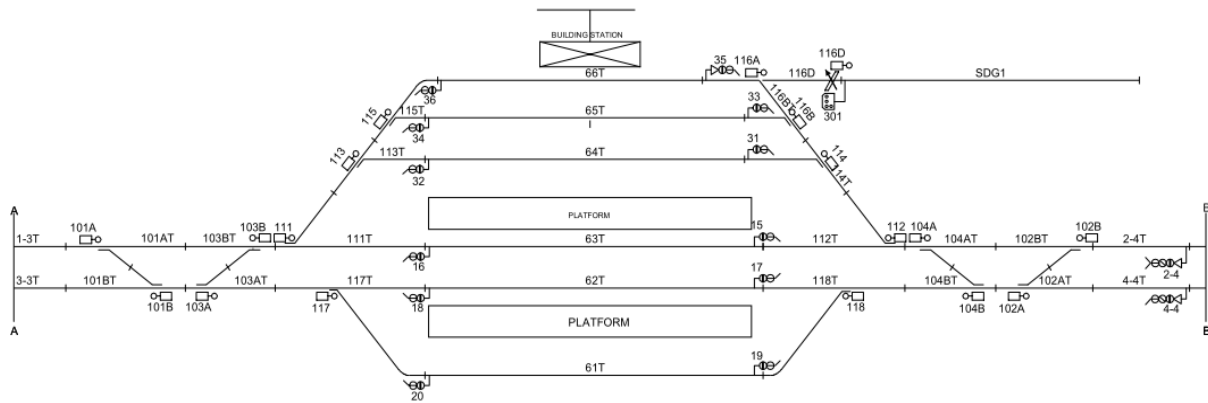 BUILDING STATION
35
116A
116D
116D
SDG1
66T
36
115
115T
65T
33
116BT
116B
301
34
I
113
113T
64T
31
114
114T
32
PLATFORM
A
B
1-3T
101A
101AT
103BT
103B
111
111T
63T
15
112T
112
104A
104AT
102BT
102B
2-4T
16
17
2-4
3-3T
101BT
103AT
117T
62T
118T
104BT
102AT
4-4T
101B
103A
117
18
118
104B
102A
4-4
A
B
PLATFORM
19
61T
20